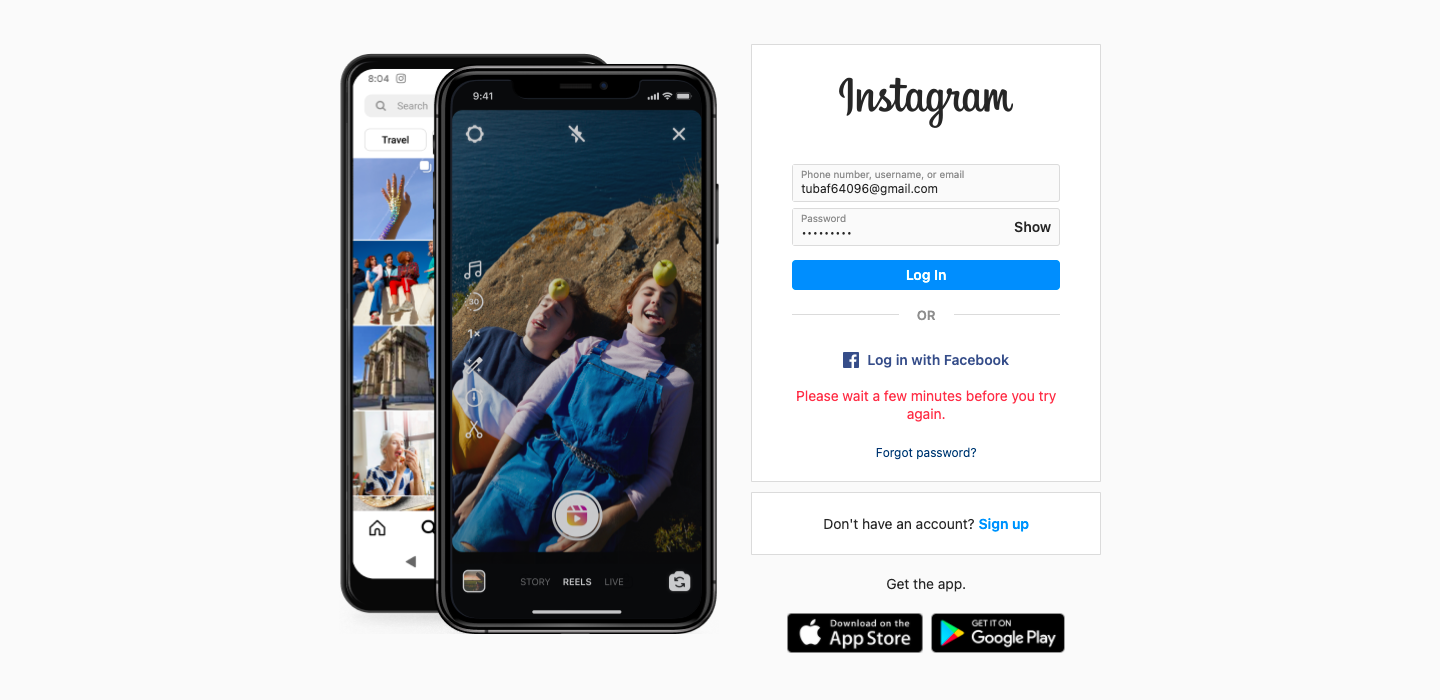 8:04
Search
Travel
9:41
30
1×
STORY REELS LIVE
Instagram
Phone number, username, or email
tubaf64096@gmail.com
Password
•••••••••
Show
Log In
OR
Log in with Facebook
Please wait a few minutes before you try
again.
Forgot password?
Don't have an account? Sign up
Get the app.
Download on the
App Store
GET IT ON
Google Play